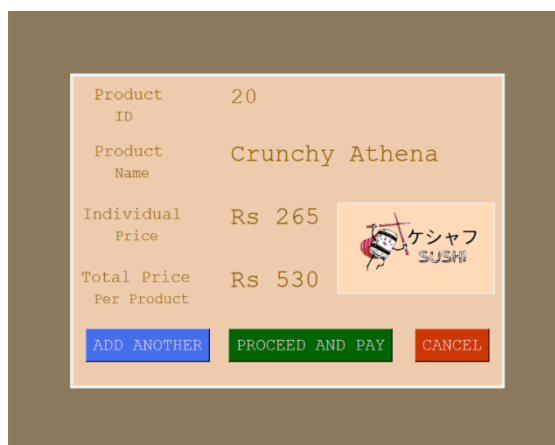 Product 20
ID
Product Crunchy Athena
Name
Individual Rs 265
Price
ケシャフ
SUSHI
Total Price Rs 530
Per Product
ADD ANOTHER PROCEED AND PAY CANCEL